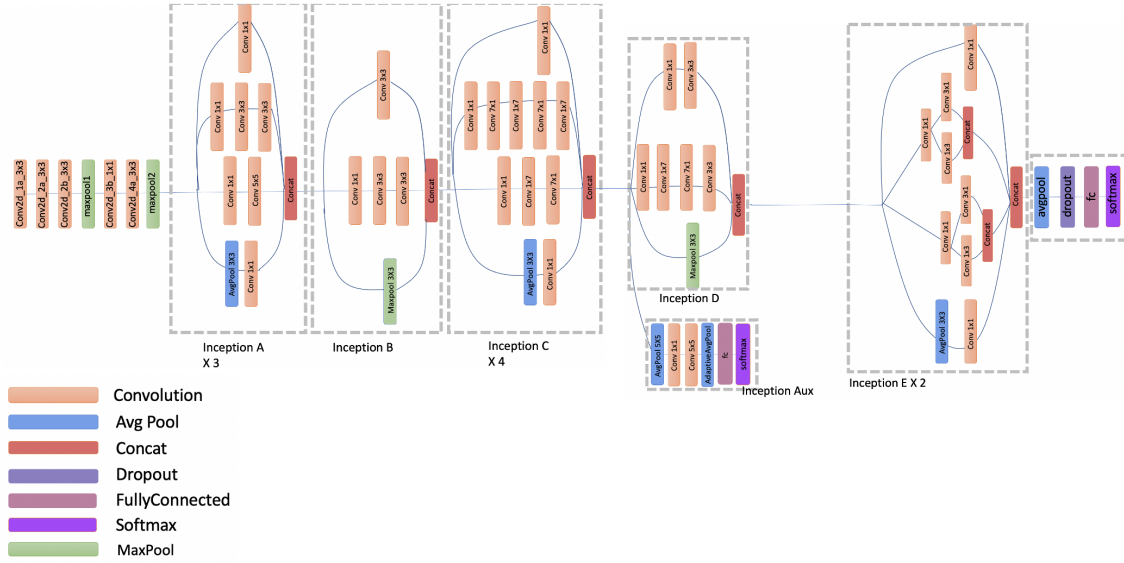 Conv2d_1a_3x3
Conv2d_2a_3x3
Conv2d_2b_3x3
maxpool1
Conv2d_3b_1x1
Conv2d_4a_3x3
maxpool2
Conv 1x1
Conv 1x1
Conv 3x3
Conv 3x3
Conv 1x1
Conv 5x5
Concat
AvgPool 3X3
Conv 1x1
Inception A
X 3
Conv 3x3
Conv 1x1
Conv 3x3
Conv 3x3
Concat
Maxpool 3X3
Inception B
Conv 1x1
Conv 1x1
Conv 7x1
Conv 1x7
Conv 7x1
Conv 1x7
Conv 1x1
Conv 1x7
Conv 7x1
Concat
AvgPool 3X3
Conv 1x1
Inception C
X 4
Conv 1x1
Conv 3x3
Conv 1x1
Conv 1x7
Conv 7x1
Conv 3x3
Concat
Maxpool 3X3
Inception D
AvgPool 5X5
Conv 1x1
Conv 5x5
AdaptiveAvgPool
fc
softmax
Inception Aux
Conv 1x1
Conv 1x1
Conv 3x1
Conv 1x3
Concat
Conv 1x1
Conv 3x1
Conv 1x3
Concat
Concat
AvgPool 3X3
Conv 1x1
Inception E X 2
avgpool
dropout
fc
softmax
Convolution
Avg Pool
Concat
Dropout
FullyConnected
Softmax
MaxPool